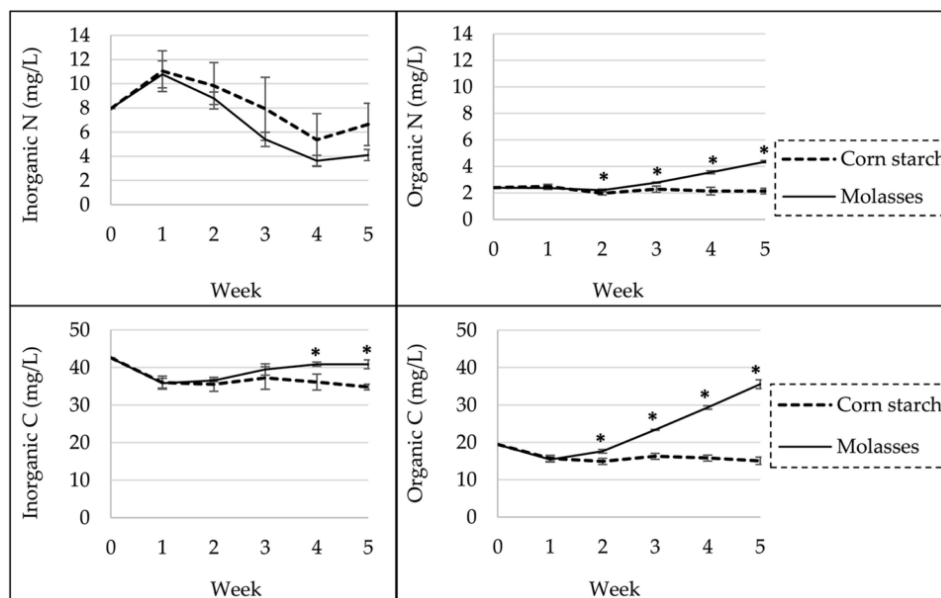 Inorganic N (mg/L)
14
12
10
8
6
4
2
0
0 1 2 3 4 5
Week
Organic N (mg/L)
14
12
10
8
6
4
2
0
* * * *
0 1 2 3 4 5
Week
Corn starch
Molasses
Inorganic C (mg/L)
50
40
30
20
10
0
* *
0 1 2 3 4 5
Week
Organic C (mg/L)
50
40
30
20
10
0
* * * *
0 1 2 3 4 5
Week
Corn starch
Molasses